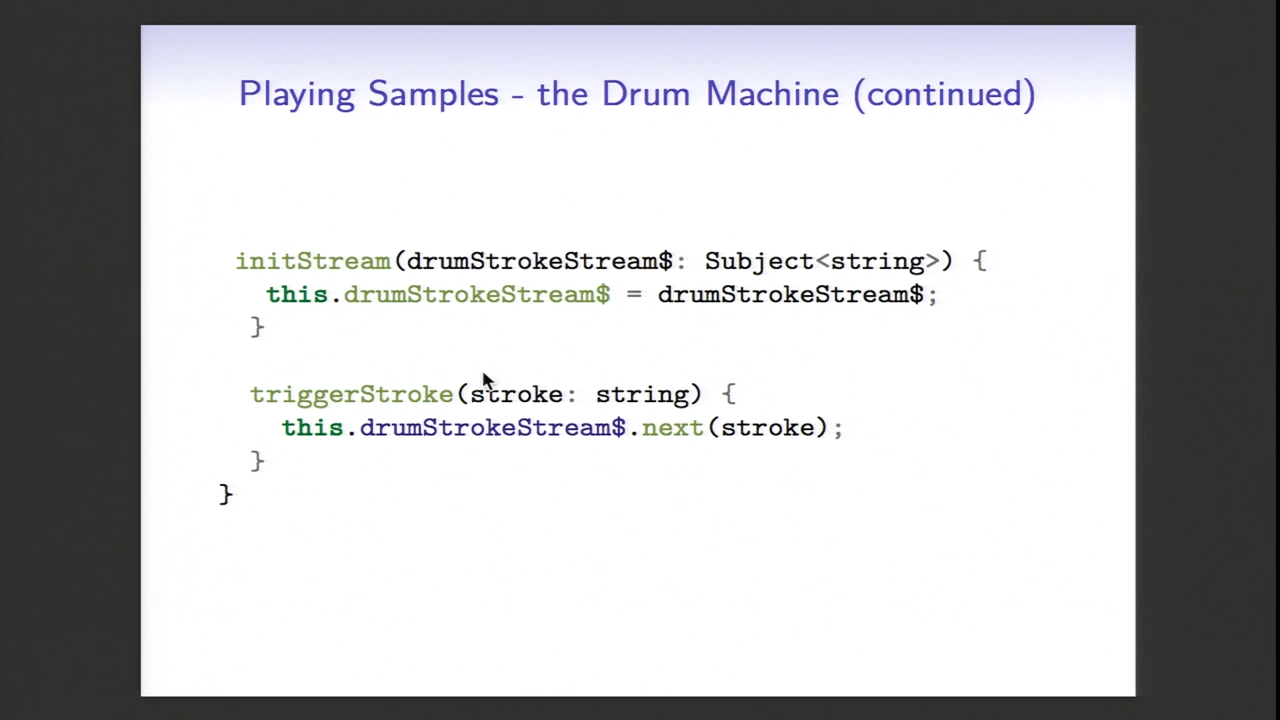 Playing Samples - the Drum Machine (continued)
initStream(drumStrokeStream$: Subject<string>) {
this.drumStrokeStream$ = drumStrokeStream$;
}
triggerStroke(stroke: string) {
this.drumStrokeStream$.next(stroke);
}
}